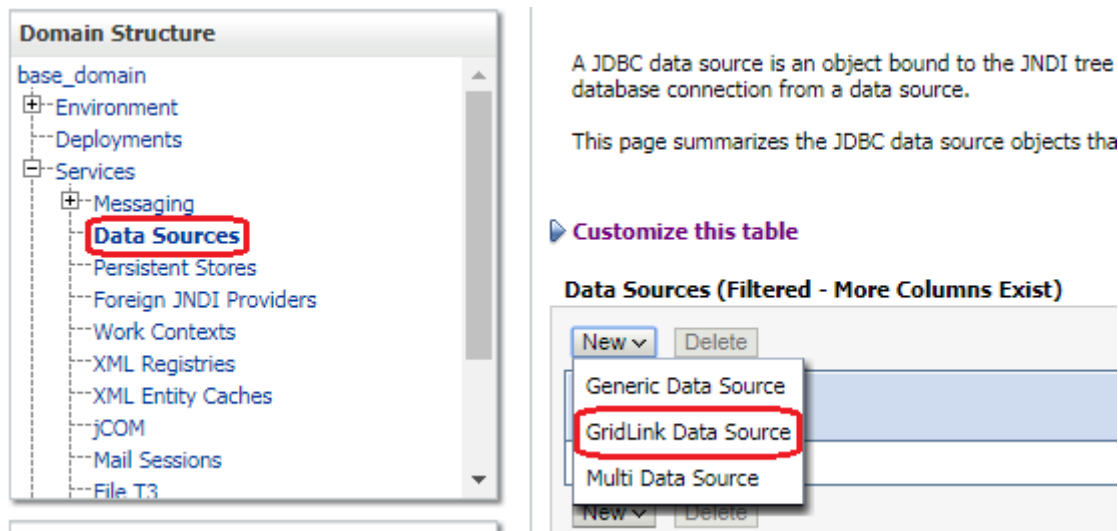 Domain Structure
base_domain
Environment
Deployments
Services
Messaging
Data Sources
Persistent Stores
Foreign JNDI Providers
Work Contexts
XML Registries
XML Entity Caches
jCOM
Mail Sessions
File T3
A JDBC data source is an object bound to the JNDI tree
database connection from a data source.
This page summarizes the JDBC data source objects tha
Customize this table
Data Sources (Filtered - More Columns Exist)
New Delete
Generic Data Source
GridLink Data Source
Multi Data Source
New Delete